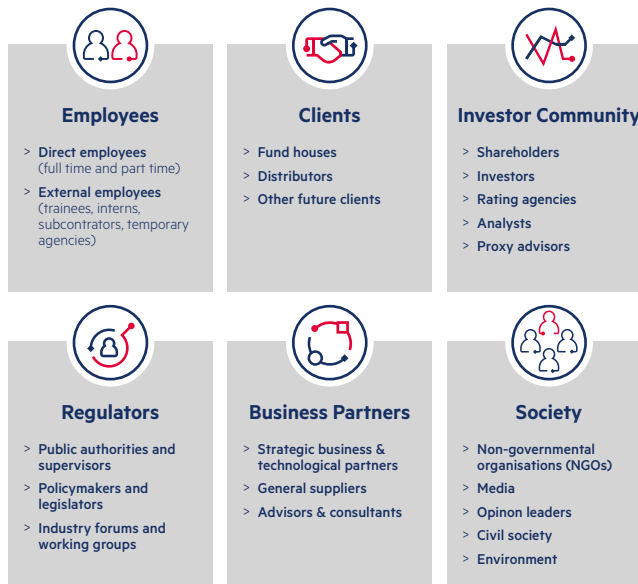 Employees
> Direct employees
(full time and part time)
> External employees
(trainees, interns,
subcontrators, temporary
agencies)
Clients
> Fund houses
> Distributors
> Other future clients
Investor Community
> Shareholders
> Investors
> Rating agencies
> Analysts
> Proxy advisors
Regulators
> Public authorities and
supervisors
> Policymakers and
legislators
> Industry forums and
working groups
Business Partners
> Strategic business &
technological partners
> General suppliers
> Advisors & consultants
Society
> Non-governmental
organisations (NGOs)
> Media
> Opinon leaders
> Civil society
> Environment